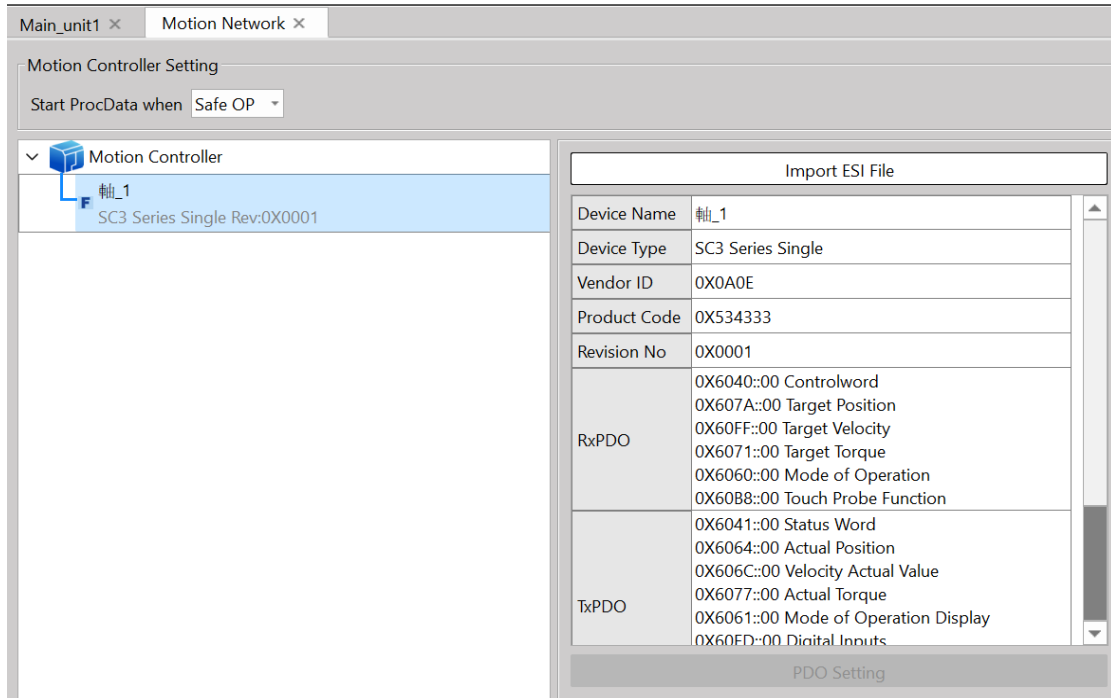 Main_unit1 ×
Motion Network ×
Motion Controller Setting
Start ProcData when Safe OP
Motion Controller
F 軸_1
SC3 Series Single Rev:0X0001
Import ESI File
Device Name 軸_1
Device Type SC3 Series Single
Vendor ID 0X0A0E
Product Code 0X534333
Revision No 0X0001
RxPDO
0X6040::00 Controlword
0X607A::00 Target Position
0X60FF::00 Target Velocity
0X6071::00 Target Torque
0X6060::00 Mode of Operation
0X60B8::00 Touch Probe Function
TxPDO
0X6041::00 Status Word
0X6064::00 Actual Position
0X606C::00 Velocity Actual Value
0X6077::00 Actual Torque
0X6061::00 Mode of Operation Display
0X60FD::00 Digital Inputs
PDO Setting